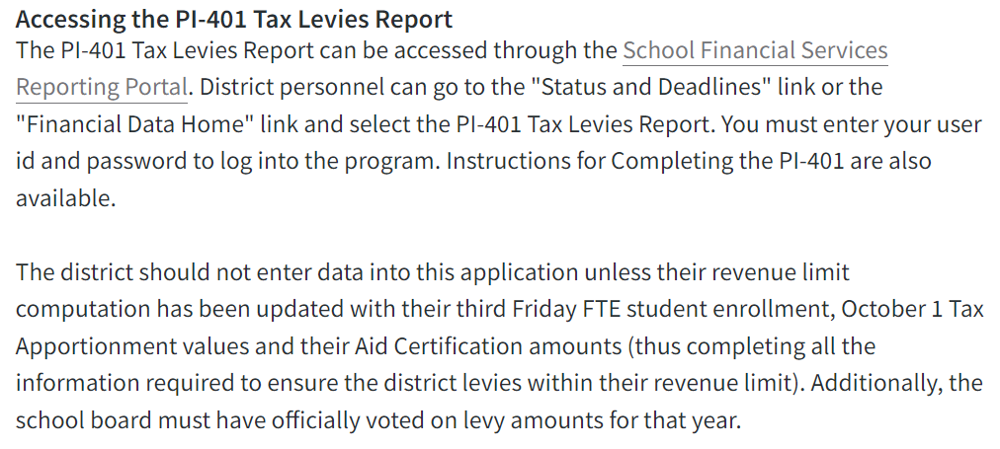 Accessing the PI-401 Tax Levies Report
The PI-401 Tax Levies Report can be accessed through the School Financial Services
Reporting Portal. District personnel can go to the "Status and Deadlines" link or the
"Financial Data Home" link and select the PI-401 Tax Levies Report. You must enter your user
id and password to log into the program. Instructions for Completing the PI-401 are also
available.
The district should not enter data into this application unless their revenue limit
computation has been updated with their third Friday FTE student enrollment, October 1 Tax
Apportionment values and their Aid Certification amounts (thus completing all the
information required to ensure the district levies within their revenue limit). Additionally, the
school board must have officially voted on levy amounts for that year.